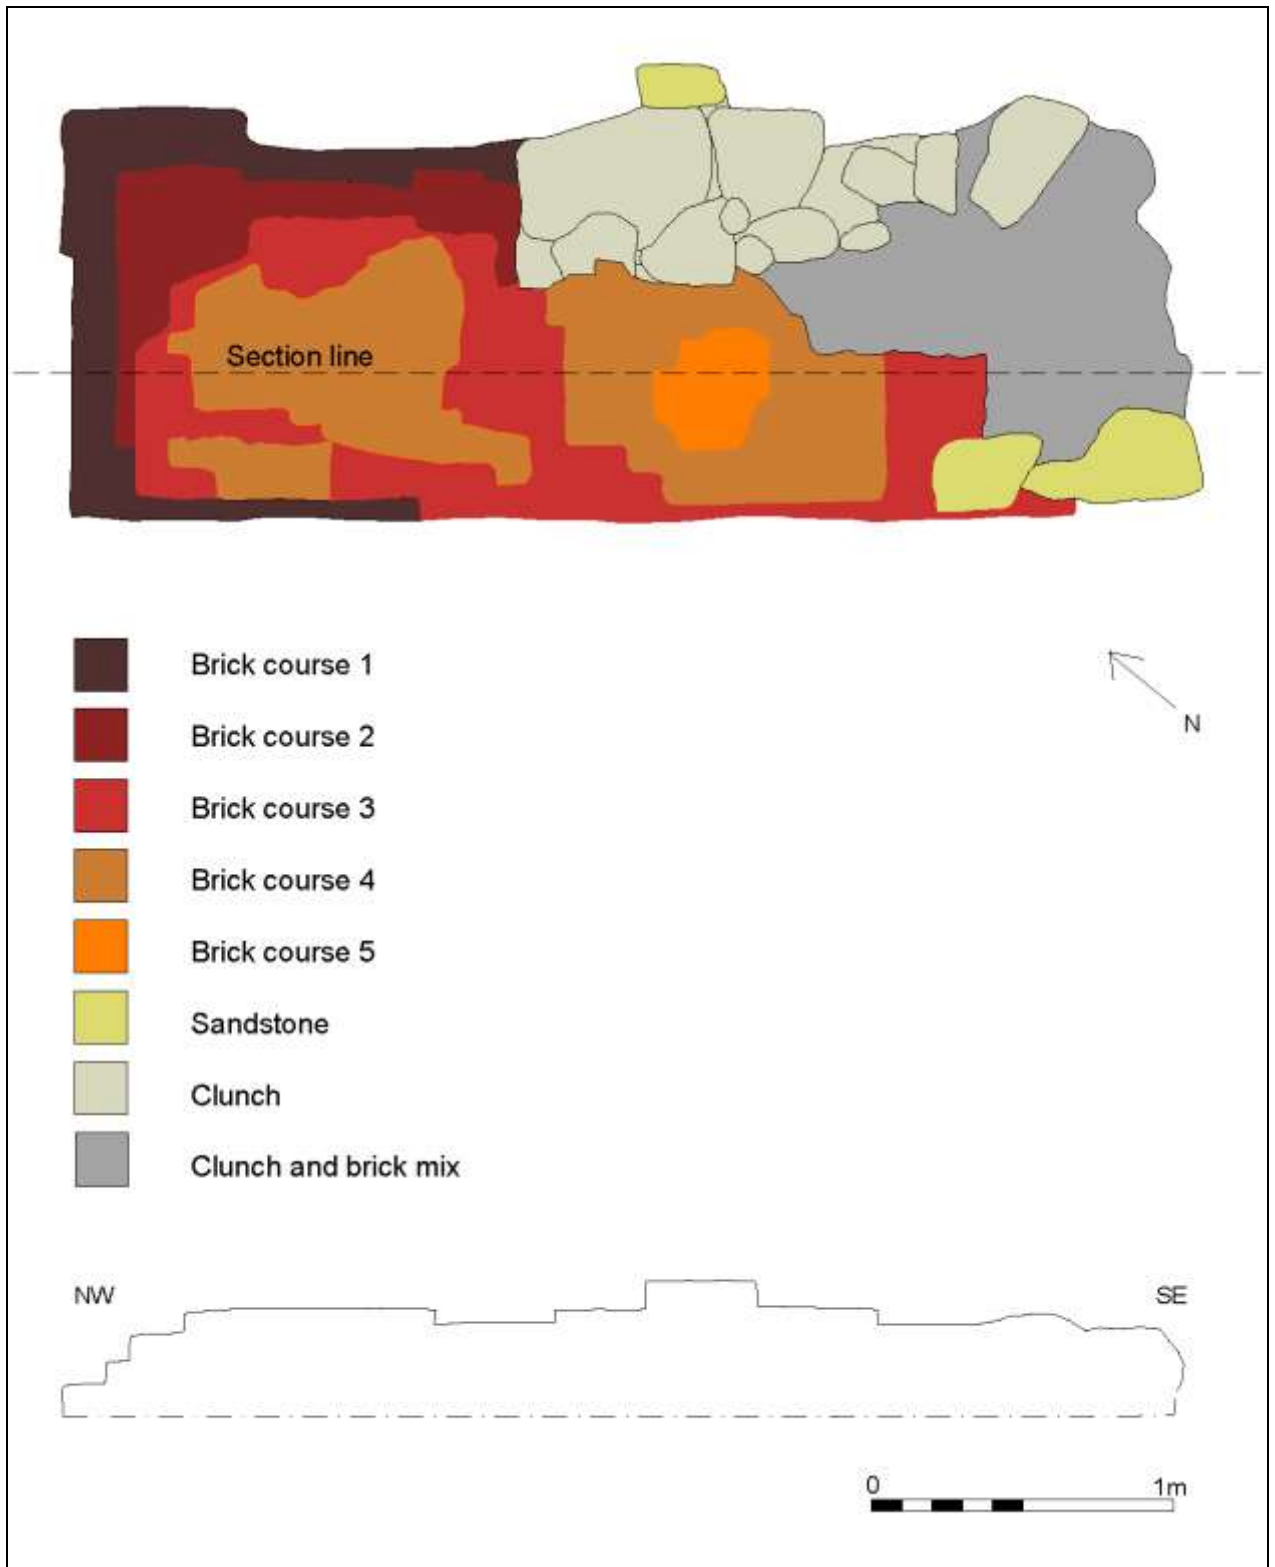 Section line
Brick course 1
Brick course 2
N
Brick course 3
Brick course 4
Brick course 5
Sandstone
Clunch
Clunch and brick mix
NW
SE
0
1m